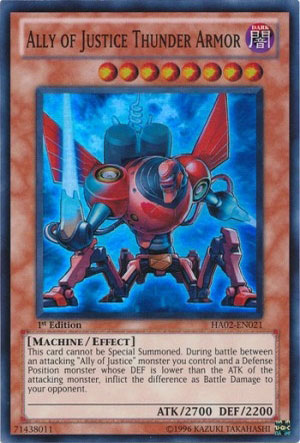 ALLY OF JUSTICE THUNDER ARMOR
DARK
闇
1st Edition
HA02-EN021
[MACHINE / EFFECT]
This card cannot be Special Summoned. During battle between
an attacking "Ally of Justice" monster you control and a Defense
Position monster whose DEF is lower than the ATK of the
attacking monster, inflict the difference as Battle Damage to
your opponent.
ATK/2700 DEF/2200
71438011
©1996 KAZUKI TAKAHASHI